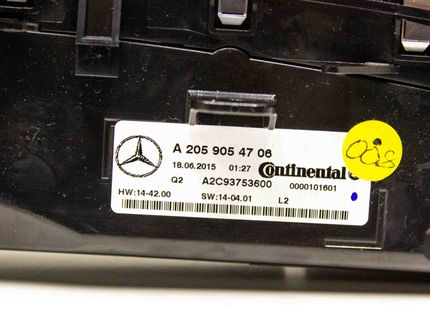 A 205 905 47 06
18.06.2015 01:27 Continental
Q2 A2C93753600 0000101601
HW:14-42.00 SW:14-04.01 L2